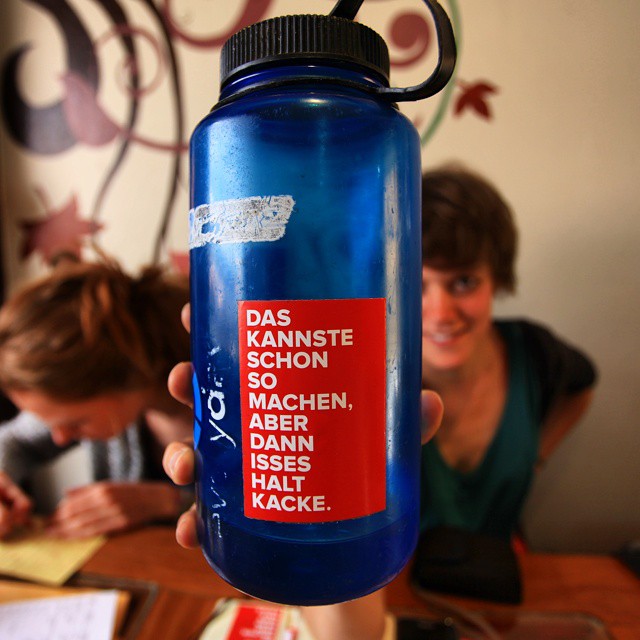 DAS
KANNSTE
SCHON
SO
MACHEN,
ABER
DANN
ISSES
HALT
KACKE.